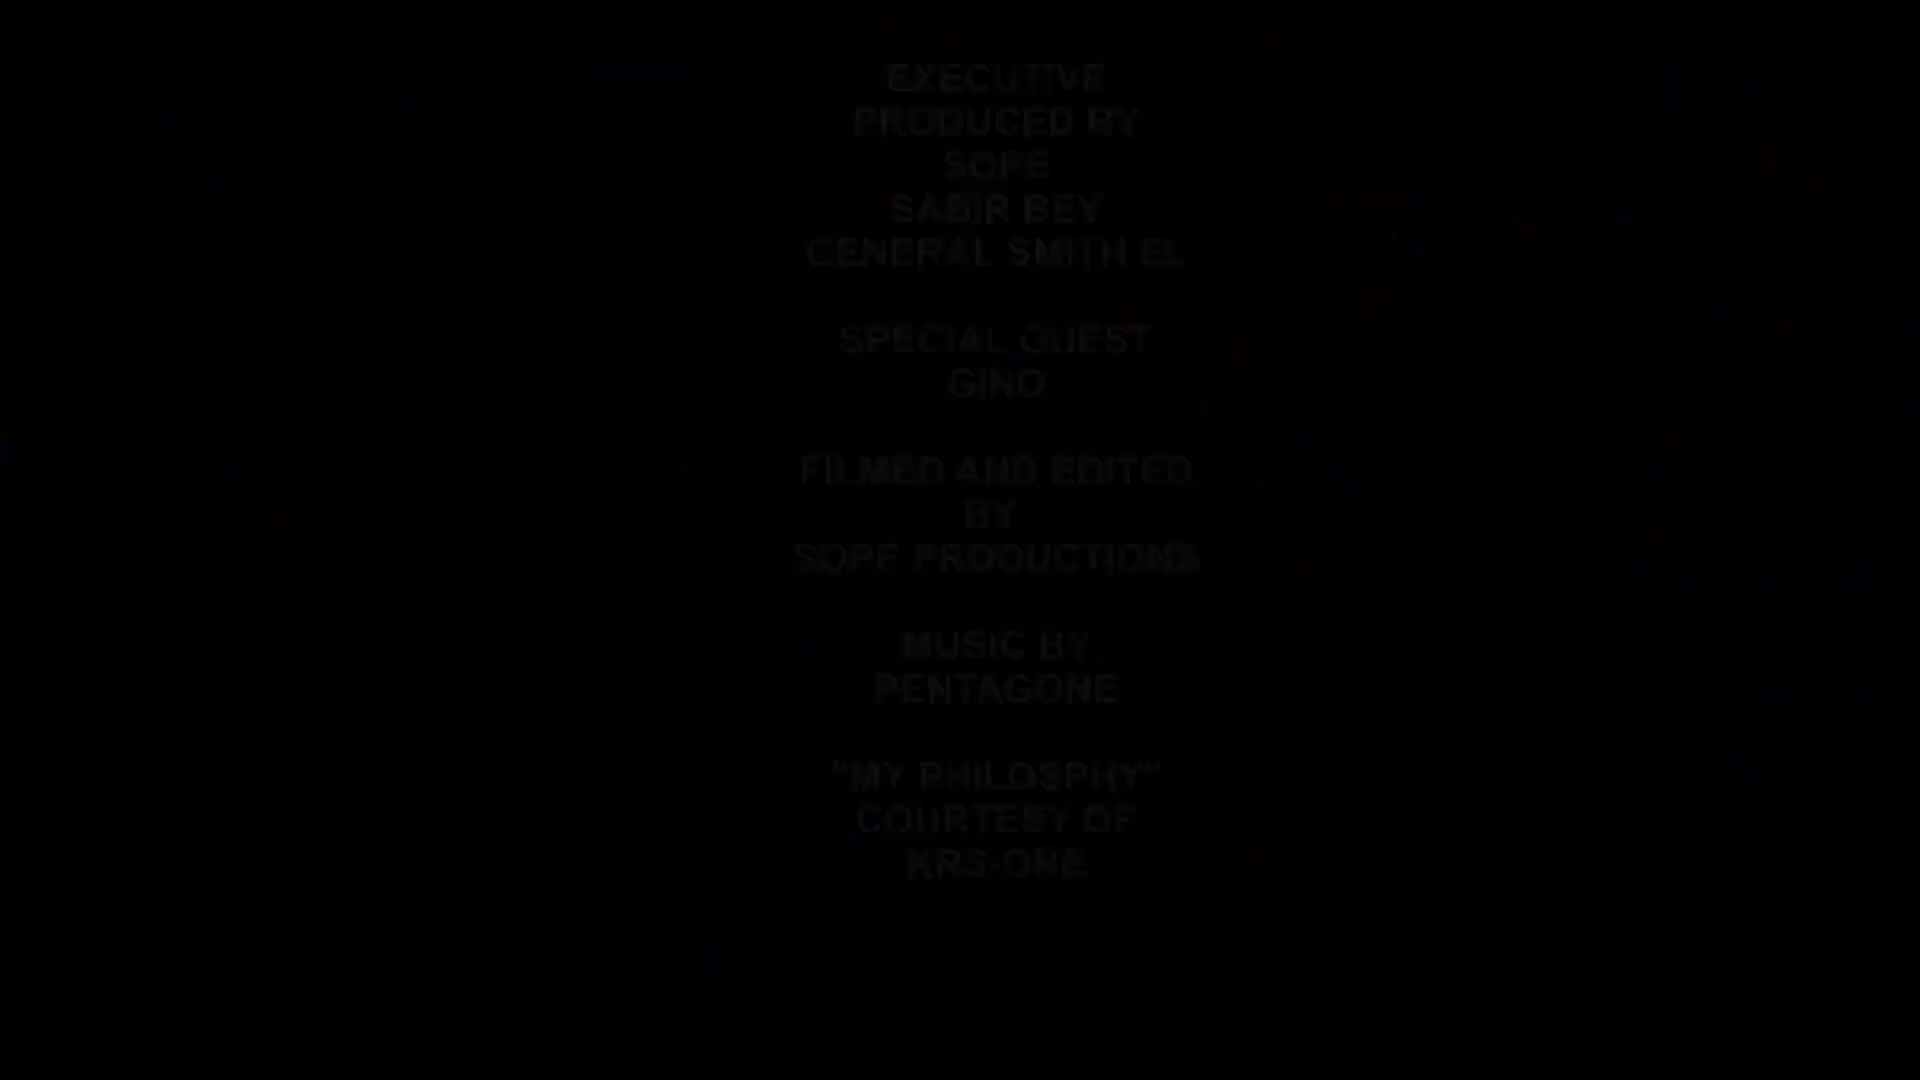 EXECUTIVE
PRODUCED BY
SOPE
SABIR BEY
GENERAL SMITH EL
SPECIAL GUEST
GINO
FILMED AND EDITED
BY
SOPE PRODUCTIONS
MUSIC BY
PENTAGONE
"MY PHILOSPHY"
COURTESY OF
KRS-ONE